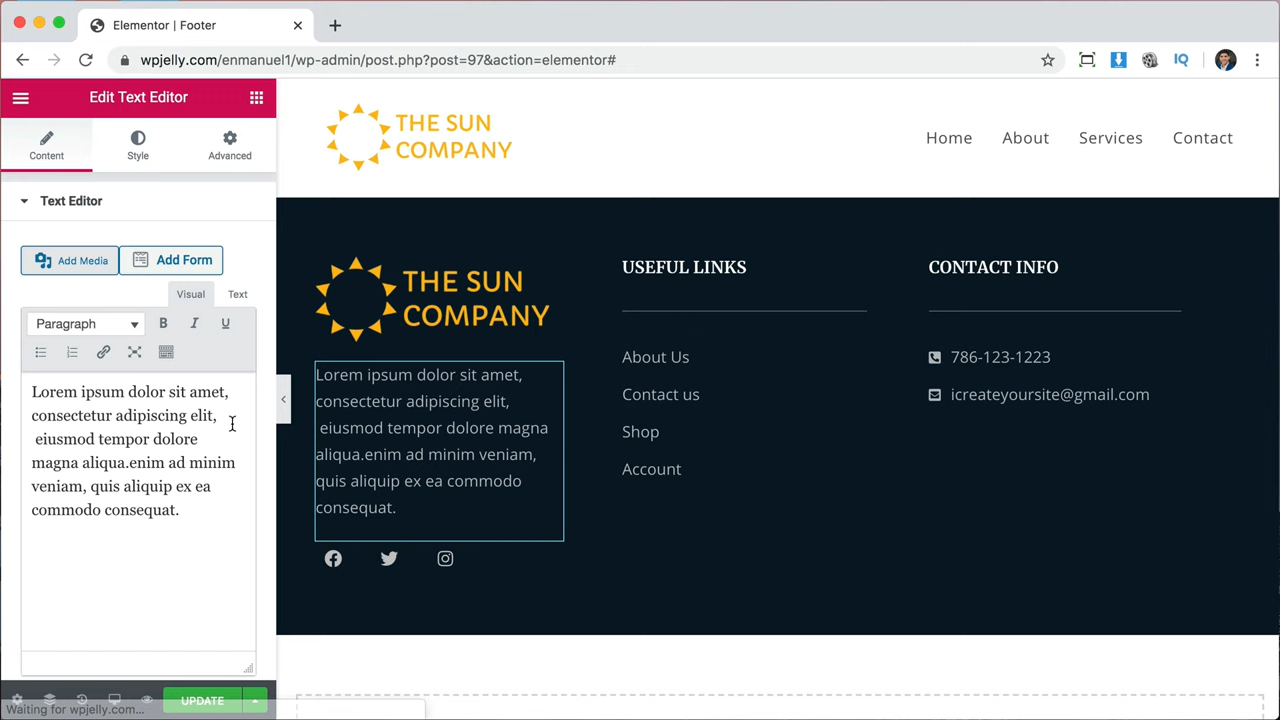 Elementor | Footer
wpjelly.com/enmanuel1/wp-admin/post.php?post=97&action=elementor#
IQ
Edit Text Editor
Content
Style
Advanced
Text Editor
Add Media
Add Form
Visual
Text
Paragraph
B
I
U
Lorem ipsum dolor sit amet,
consectetur adipiscing elit,
eiusmod tempor dolore
magna aliqua.enim ad minim
veniam, quis aliquip ex ea
commodo consequat.
UPDATE
Waiting for wpjelly.com...
THE SUN
COMPANY
Home
About
Services
Contact
THE SUN
COMPANY
Lorem ipsum dolor sit amet,
consectetur adipiscing elit,
eiusmod tempor dolore magna
aliqua.enim ad minim veniam,
quis aliquip ex ea commodo
consequat.
USEFUL LINKS
About Us
Contact us
Shop
Account
CONTACT INFO
786-123-1223
icreateyoursite@gmail.com